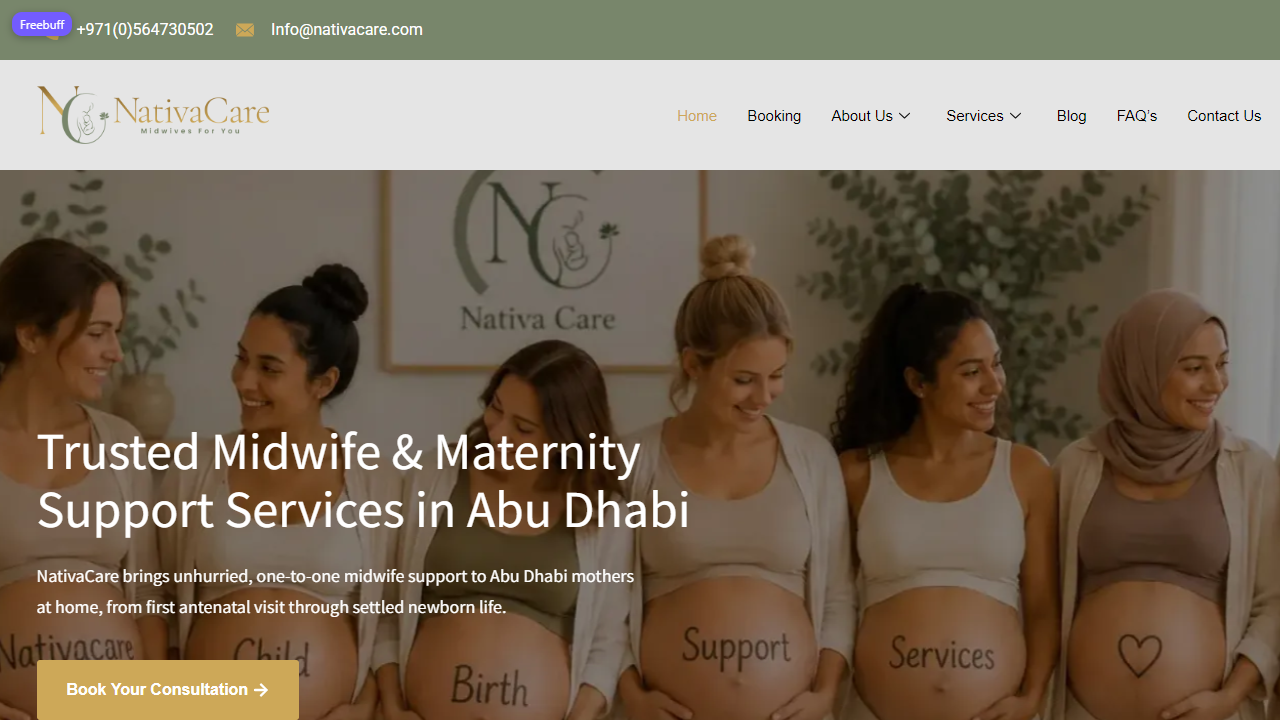 Freebuff
+971(0)564730502 Info@nativacare.com
NativaCare
Midwives For You
Home Booking About Us Services Blog FAQ's Contact Us
NC
Nativa Care
Trusted Midwife & Maternity
Support Services in Abu Dhabi
NativaCare brings unhurried, one-to-one midwife support to Abu Dhabi mothers
at home, from first antenatal visit through settled newborn life.
Nativacare Child Birth Support Services
Book Your Consultation →